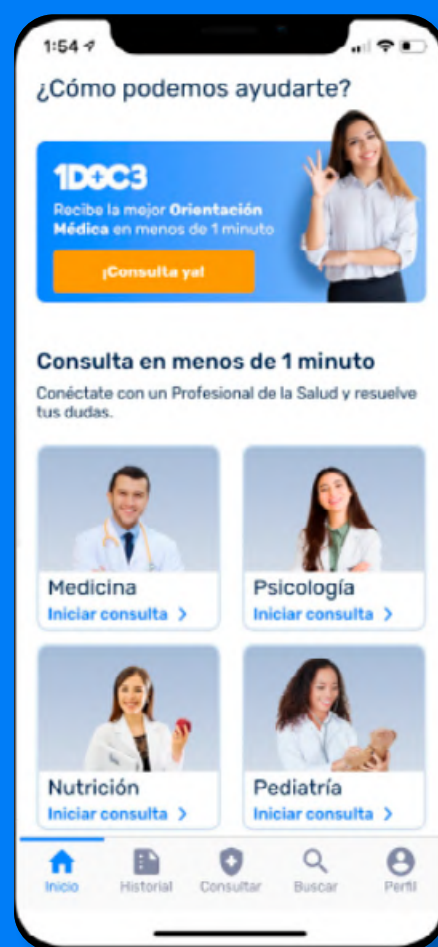 1:54
¿Cómo podemos ayudarte?
1DOC3
Recibe la mejor Orientación
Médica en menos de 1 minuto
¡Consulta ya!
Consulta en menos de 1 minuto
Conéctate con un Profesional de la Salud y resuelve
tus dudas.
Medicina
Iniciar consulta >
Psicología
Iniciar consulta >
Nutrición
Iniciar consulta >
Pediatría
Iniciar consulta >
Inicio
Historial
Consultar
Buscar
Perfil